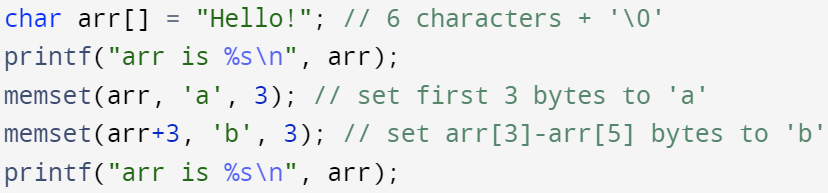 char arr[] = "Hello!"; // 6 characters + '\0'
printf("arr is %s\n", arr);
memset(arr, 'a', 3); // set first 3 bytes to 'a'
memset(arr+3, 'b', 3); // set arr[3]-arr[5] bytes to 'b'
printf("arr is %s\n", arr);